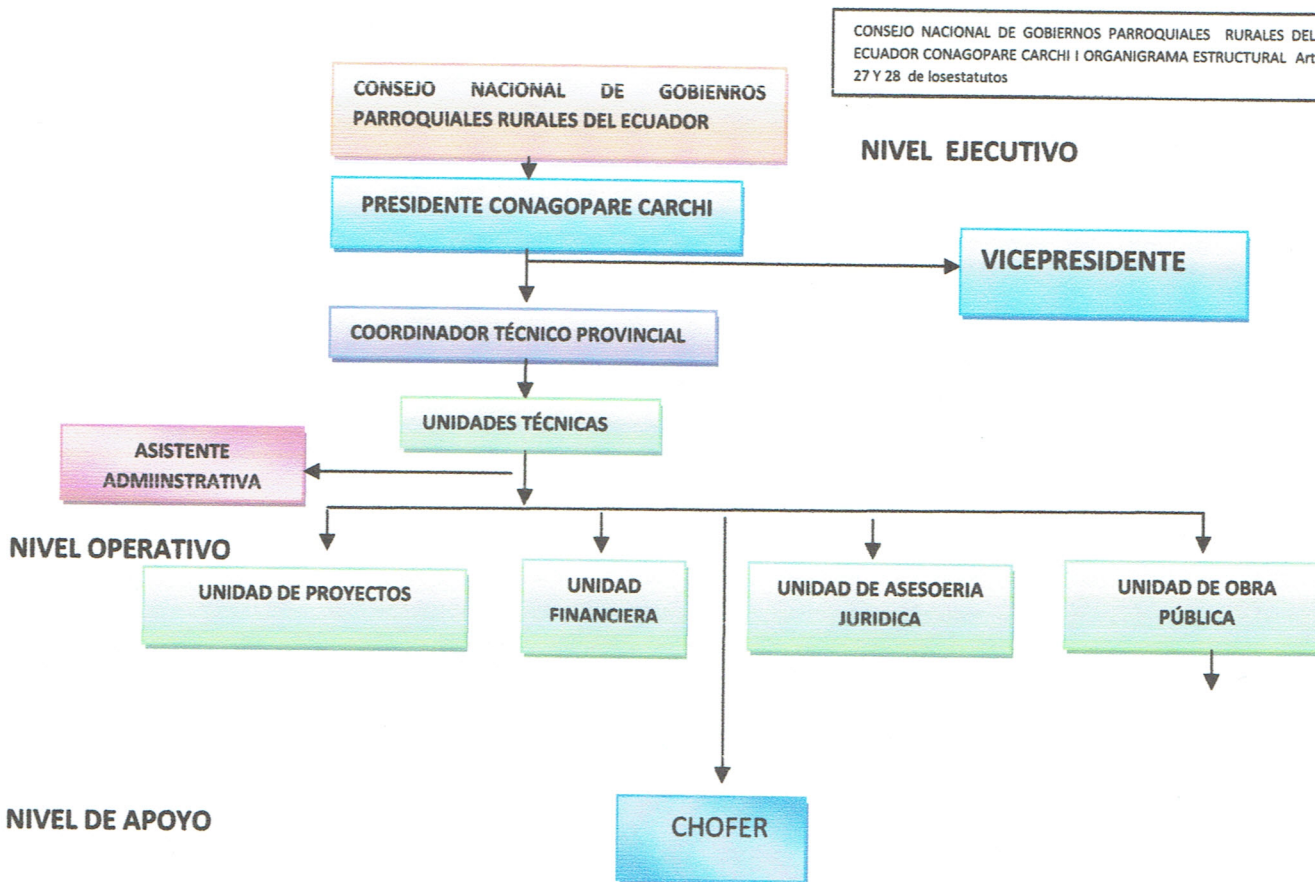 CONSEJO NACIONAL DE GOBIERNOS PARROQUIALES RURALES DEL
ECUADOR CONAGOPARE CARCHI I ORGANIGRAMA ESTRUCTURAL Art
27 Y 28 de losestatutos
CONSEJO NACIONAL DE GOBIENROS
PARROQUIALES RURALES DEL ECUADOR
NIVEL EJECUTIVO
PRESIDENTE CONAGOPARE CARCHI
VICEPRESIDENTE
COORDINADOR TÉCNICO PROVINCIAL
UNIDADES TÉCNICAS
ASISTENTE
ADMIINSTRATIVA
NIVEL OPERATIVO
UNIDAD DE PROYECTOS
UNIDAD
FINANCIERA
UNIDAD DE ASESOERIA
JURIDICA
UNIDAD DE OBRA
PÚBLICA
NIVEL DE APOYO
CHOFER